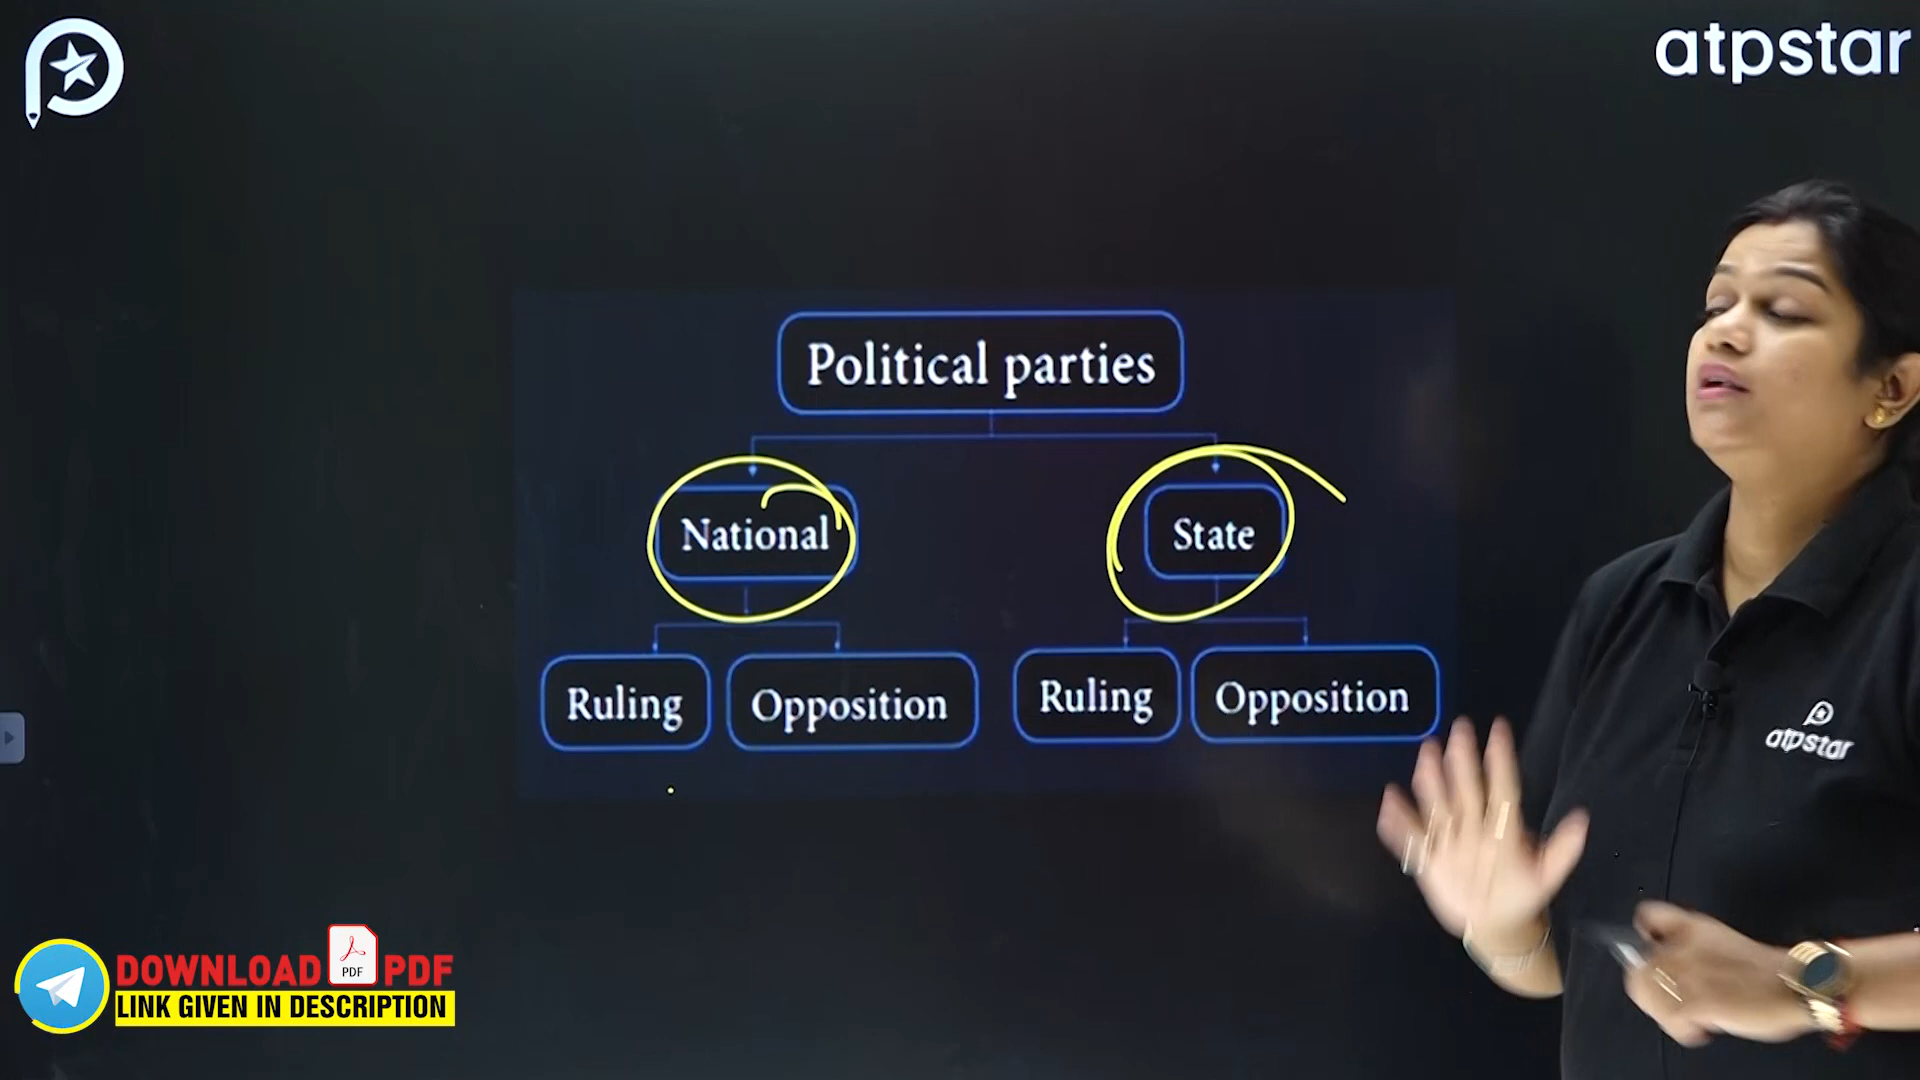 atpstar
Political parties
National
State
Ruling
Opposition
Ruling
Opposition
atpstar
DOWNLOAD PDF
PDF
LINK GIVEN IN DESCRIPTION